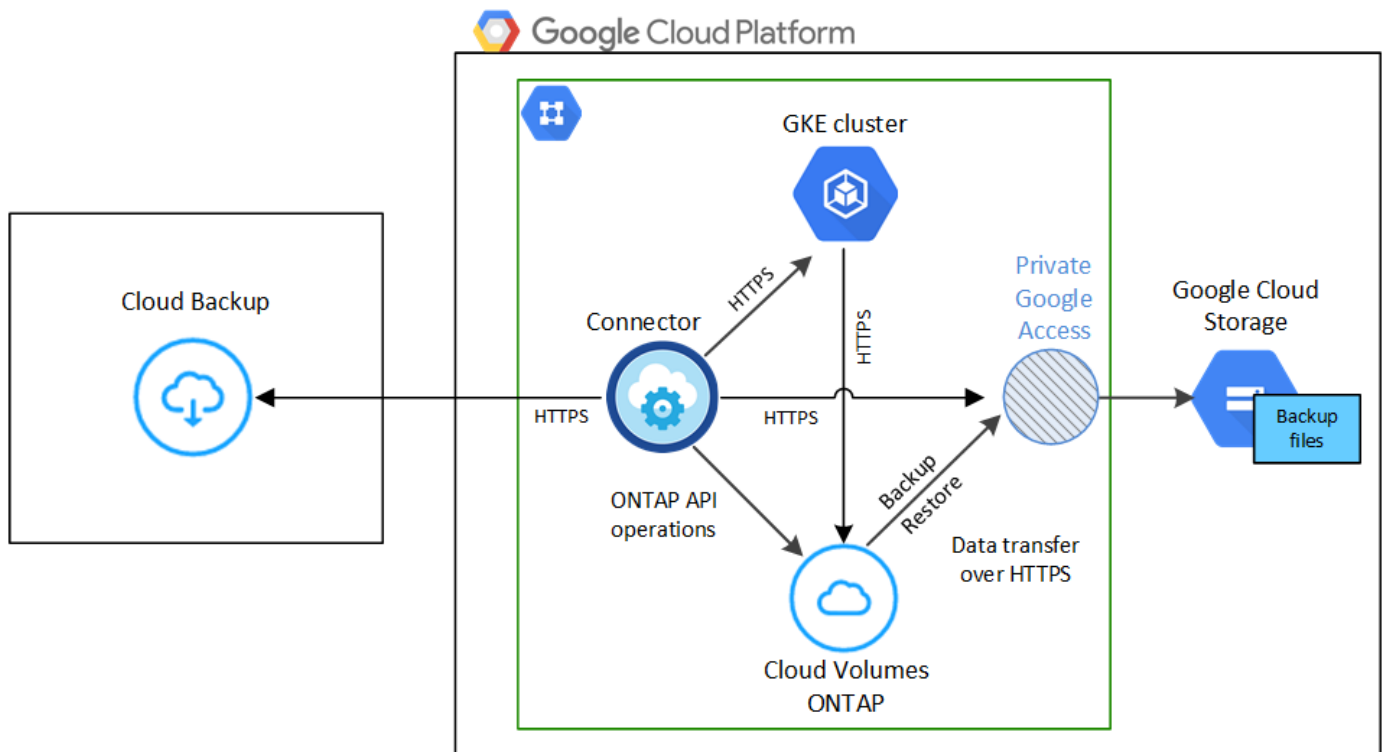 Google Cloud Platform
GKE cluster
Private
Google
Access
Google Cloud
Storage
Cloud Backup
Connector
HTTPS
HTTPS
HTTPS
HTTPS
Backup
files
Backup
Restore
ONTAP API
operations
Data transfer
over HTTPS
Cloud Volumes
ONTAP